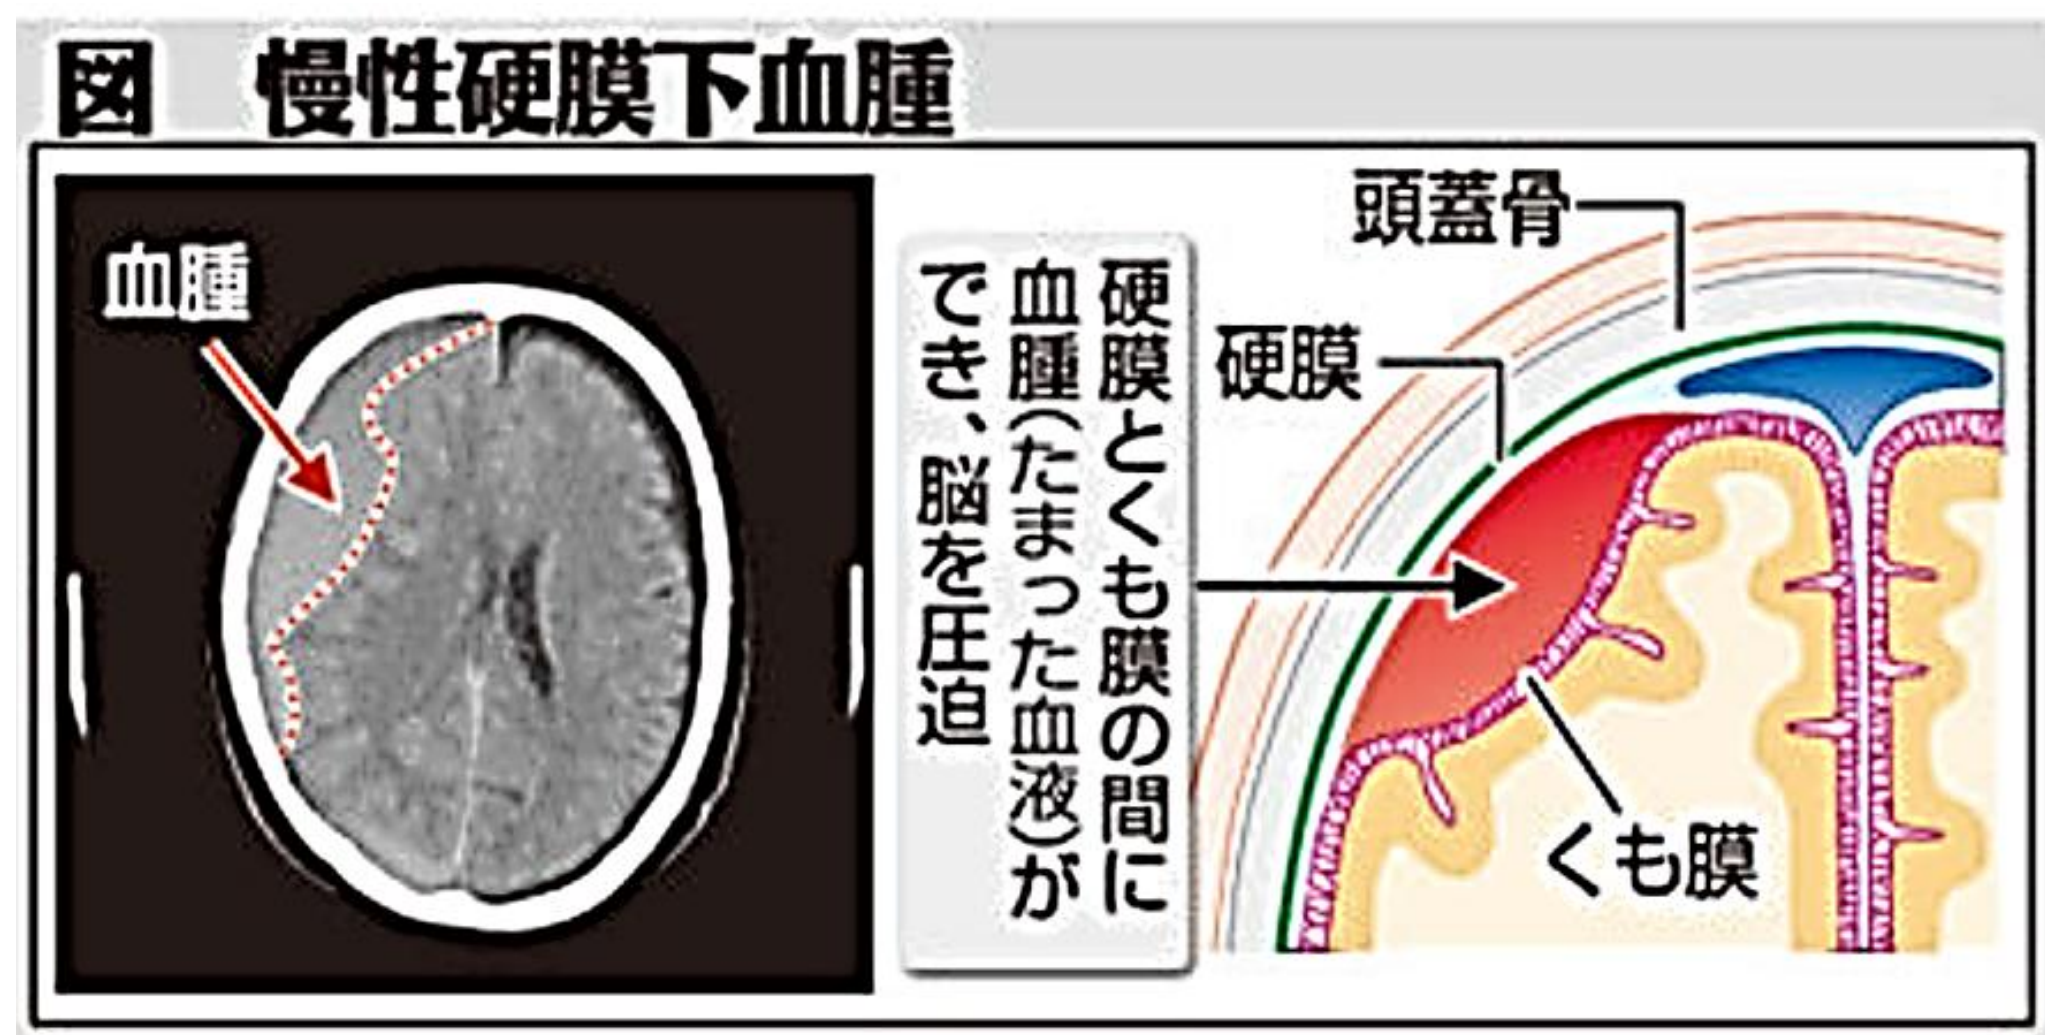 図 慢性硬膜下血腫
血腫
硬膜とくも膜の間に
血腫(たまった血液)が
でき、脳を圧迫
頭蓋骨
硬膜
くも膜